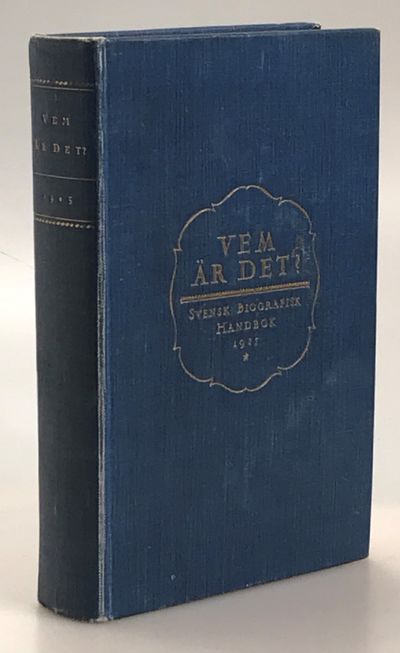 VEM
ÄR DET?
VEM
ÄR DET?
SVENSK BIOGRAFISK
HANDBOK